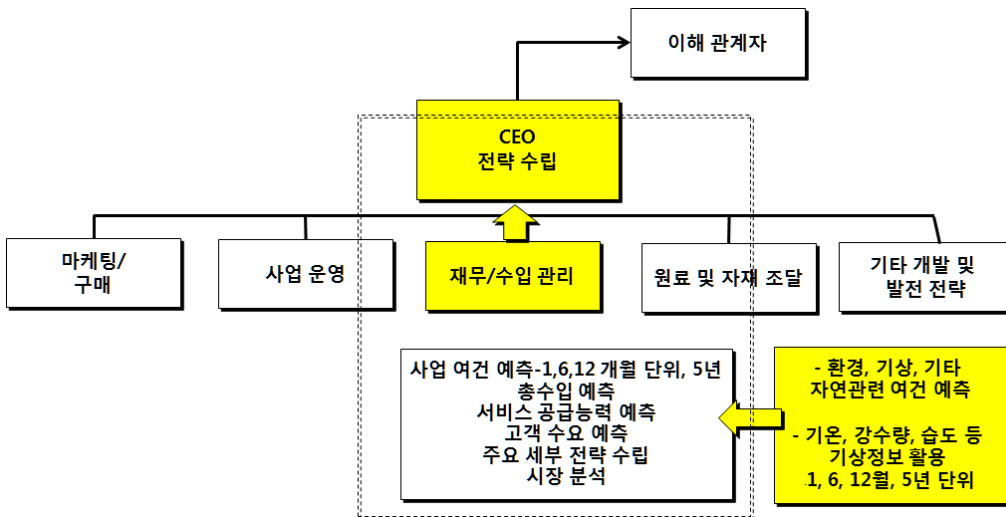 이해 관계자
CEO
전략 수립
마케팅/
구매
사업 운영
재무/수입 관리
원료 및 자재 조달
기타 개발 및
발전 전략
사업 여건 예측-1,6,12 개월 단위, 5년
총수입 예측
서비스 공급능력 예측
고객 수요 예측
주요 세부 전략 수립
시장 분석
- 환경, 기상, 기타
자연관련 여건 예측
- 기온, 강수량, 습도 등
기상정보 활용
1, 6, 12월, 5년 단위